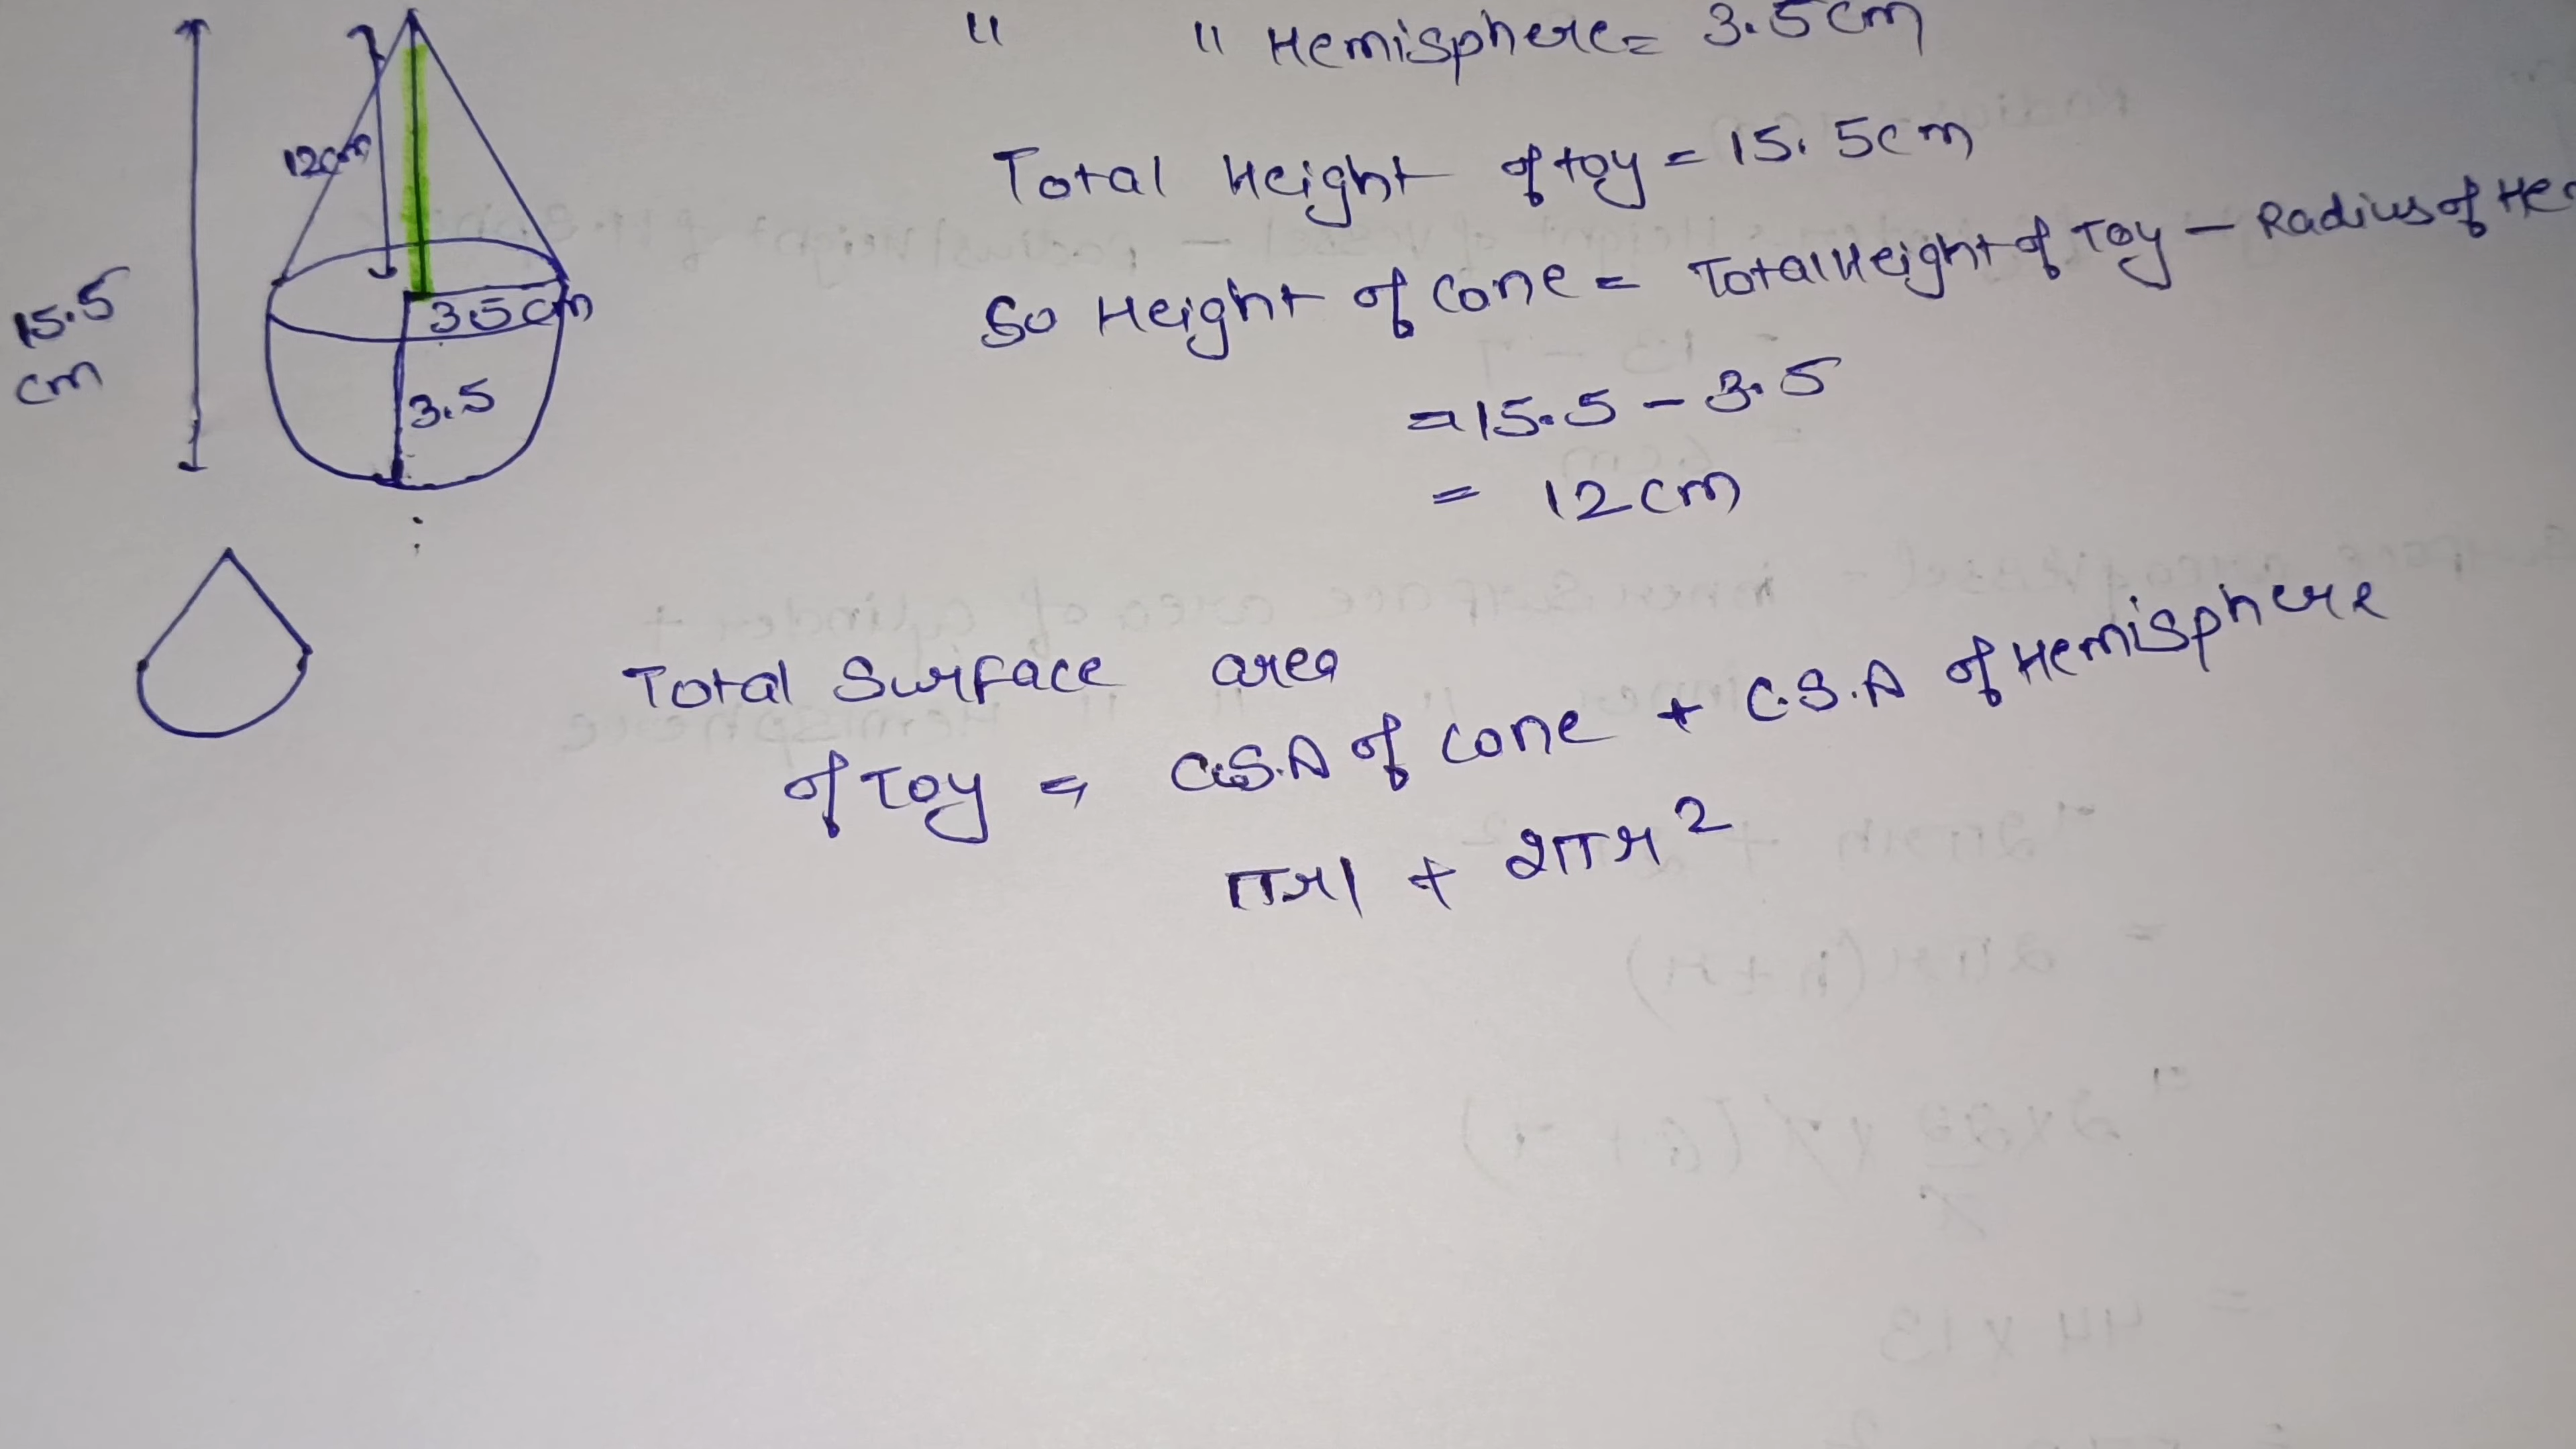 " " Hemisphere = 3.5cm
Total Height of toy = 15.5cm
So Height of Cone = Total Height of Toy - Radius of He
= 15.5 - 3.5
= 12cm
12cm
15.5
cm
3.5cm
3.5
Total Surface area
of Toy = C.S.A of cone + C.S.A of Hemisphere
πrl + 2πr²